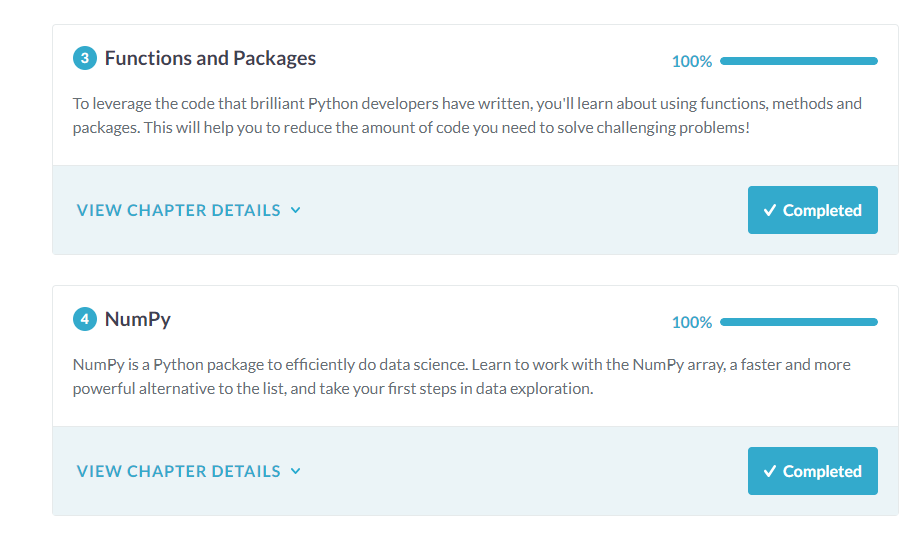 3 Functions and Packages
100%
To leverage the code that brilliant Python developers have written, you'll learn about using functions, methods and
packages. This will help you to reduce the amount of code you need to solve challenging problems!
VIEW CHAPTER DETAILS
Completed
4 NumPy
100%
NumPy is a Python package to efficiently do data science. Learn to work with the NumPy array, a faster and more
powerful alternative to the list, and take your first steps in data exploration.
VIEW CHAPTER DETAILS
Completed